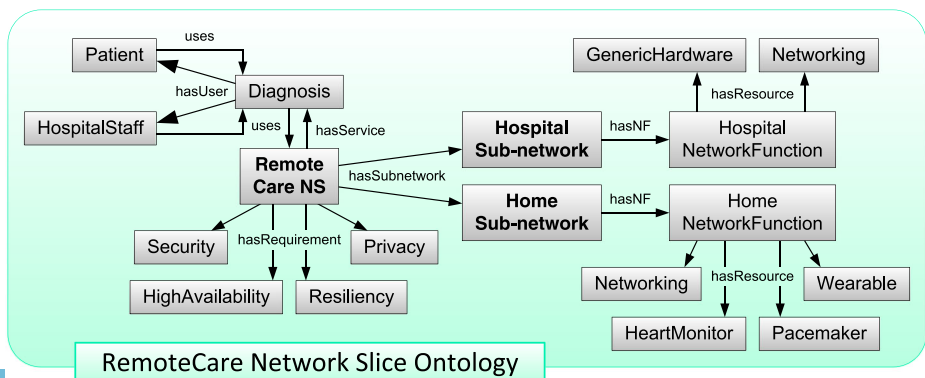 uses
Patient
GenericHardware
Networking
hasUser
Diagnosis
hasResource
HospitalStaff
uses
hasService
Hospital
Sub-network
hasNF
Hospital
NetworkFunction
Remote
Care NS
hasSubnetwork
Home
Sub-network
hasNF
Home
NetworkFunction
Security
hasRequirement
Privacy
Networking
hasResource
Wearable
HighAvailability
Resiliency
HeartMonitor
Pacemaker
RemoteCare Network Slice Ontology